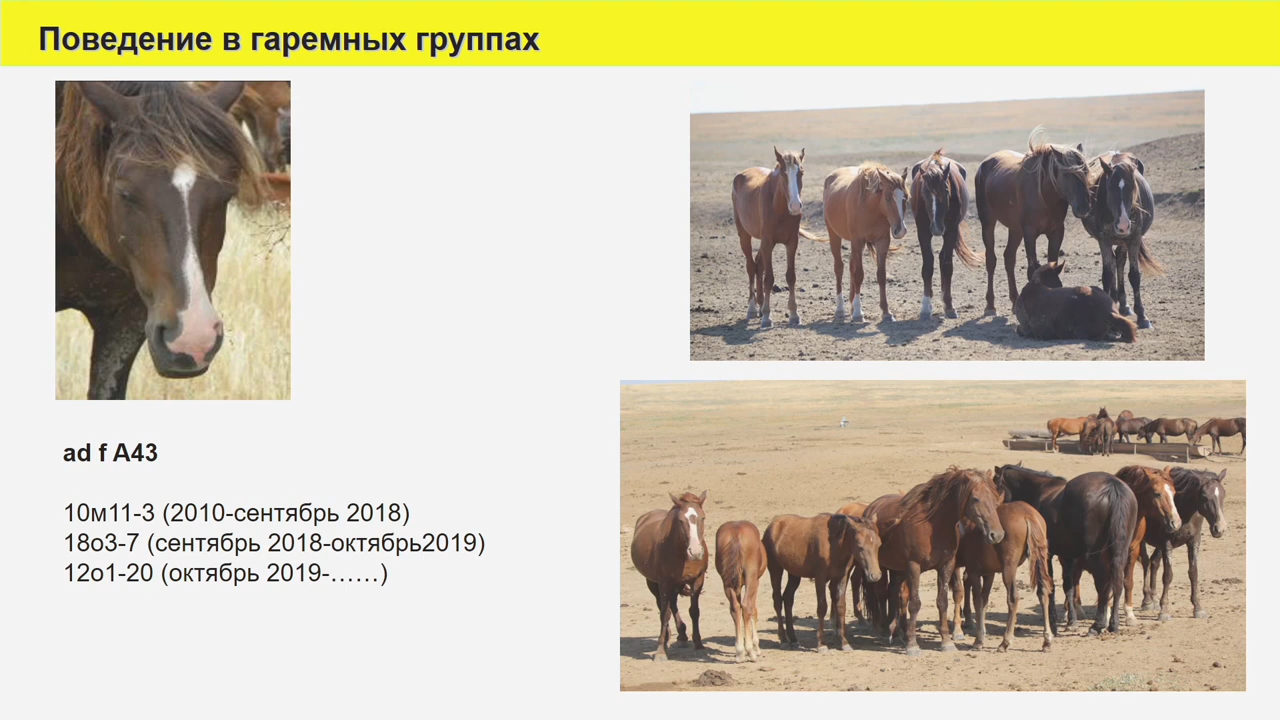 Поведение в гаремных группах
ad f A43
10м11-3 (2010-сентябрь 2018)
18о3-7 (сентябрь 2018-октябрь2019)
12о1-20 (октябрь 2019-……)